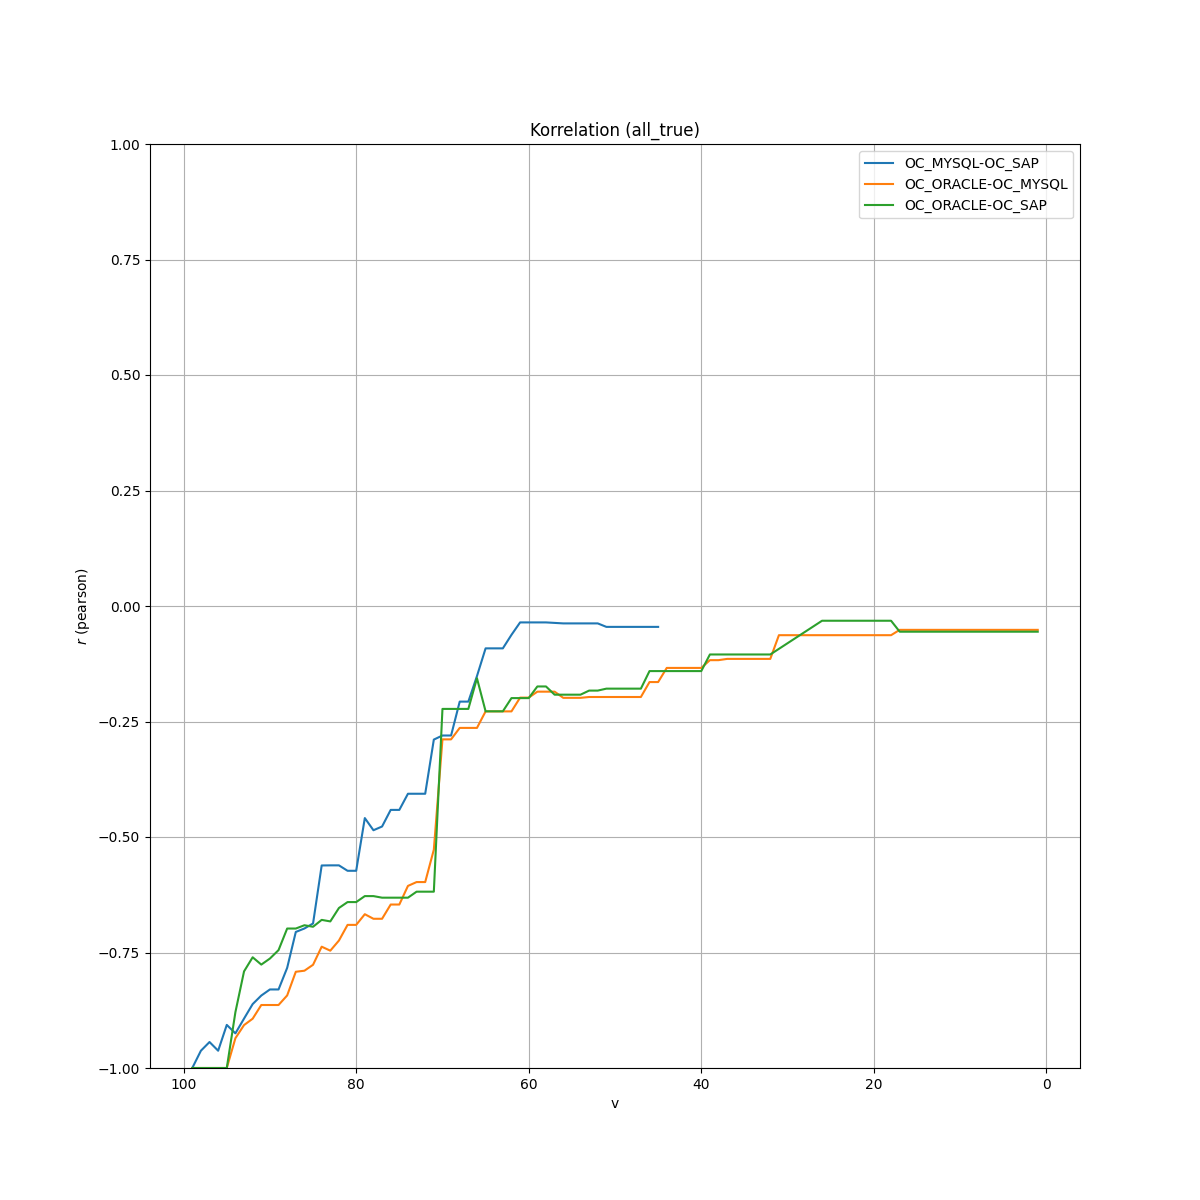 Korrelation (all_true)
1.00
0.75
0.50
0.25
0.00
−0.25
−0.50
−0.75
−1.00
r (pearson)
OC_MYSQL-OC_SAP
OC_ORACLE-OC_MYSQL
OC_ORACLE-OC_SAP
100 80 60 40 20 0
v